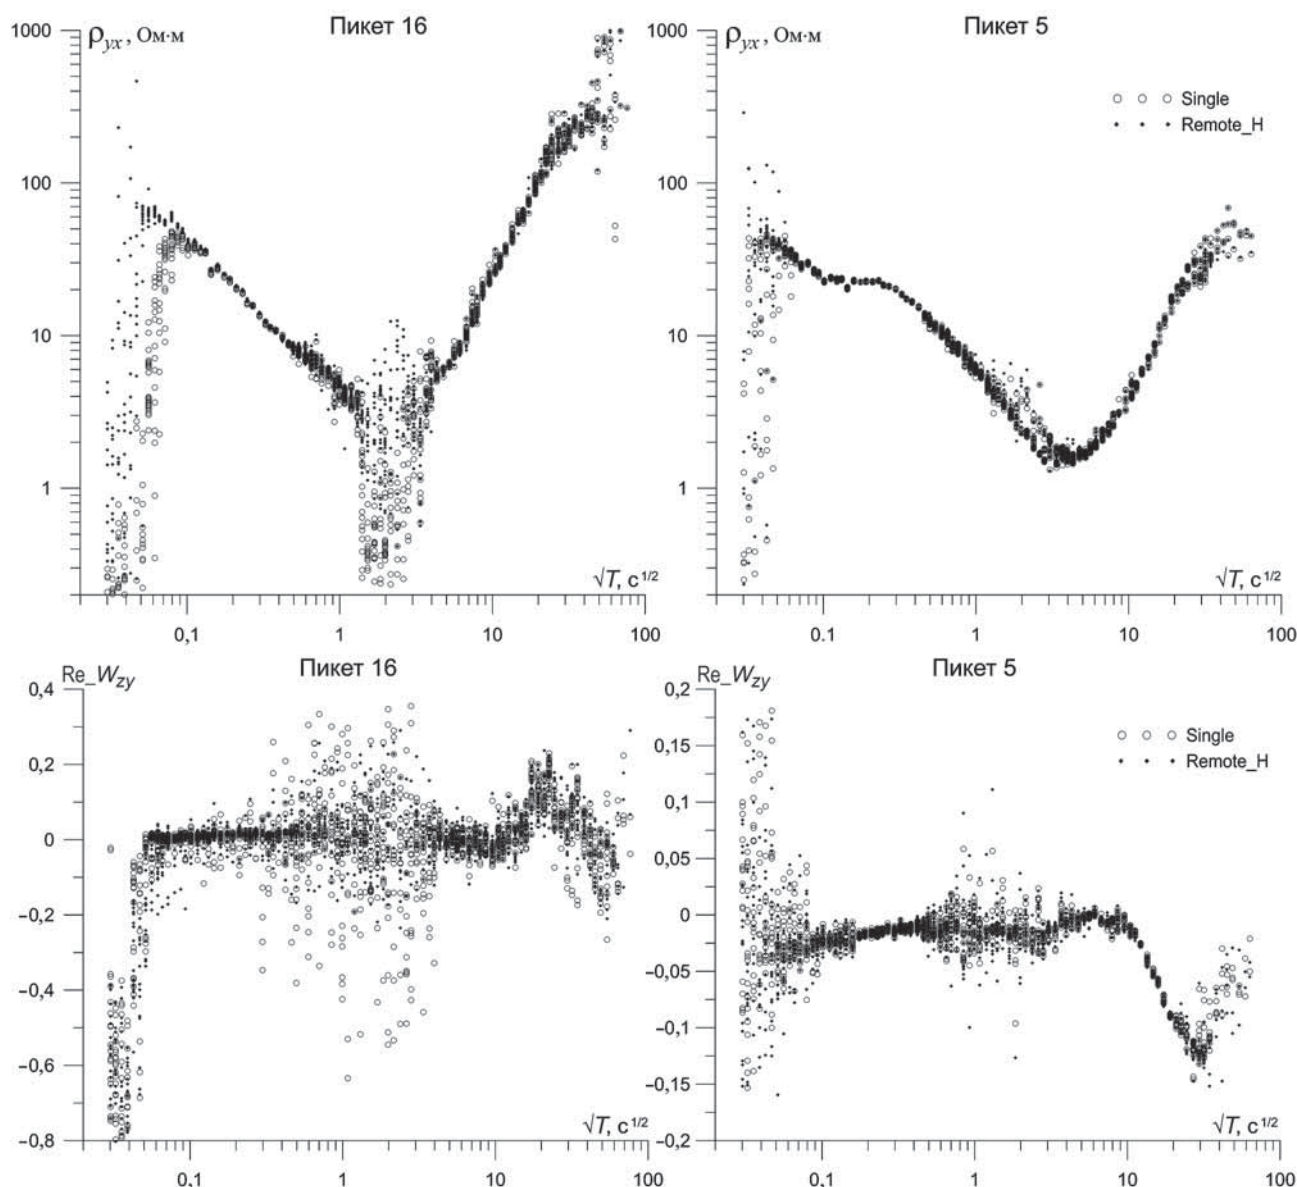 Пикет 16
ρyx, Ом·м
1000
100
10
1
√T, с1/2
0,1 1 10 100
Пикет 5
ρyx, Ом·м
1000
100
10
1
Single
Remote_H
√T, с1/2
0.1 1 10 100
Пикет 16
Re_Wzy
0,4
0,2
0
−0,2
−0,4
−0,6
−0,8
√T, с1/2
0,1 1 10 100
Пикет 5
Re_Wzy
0,2
0,15
0,1
0,05
0
−0,05
−0,1
−0,15
−0,2
Single
Remote_H
√T, с1/2
0,1 1 10 100